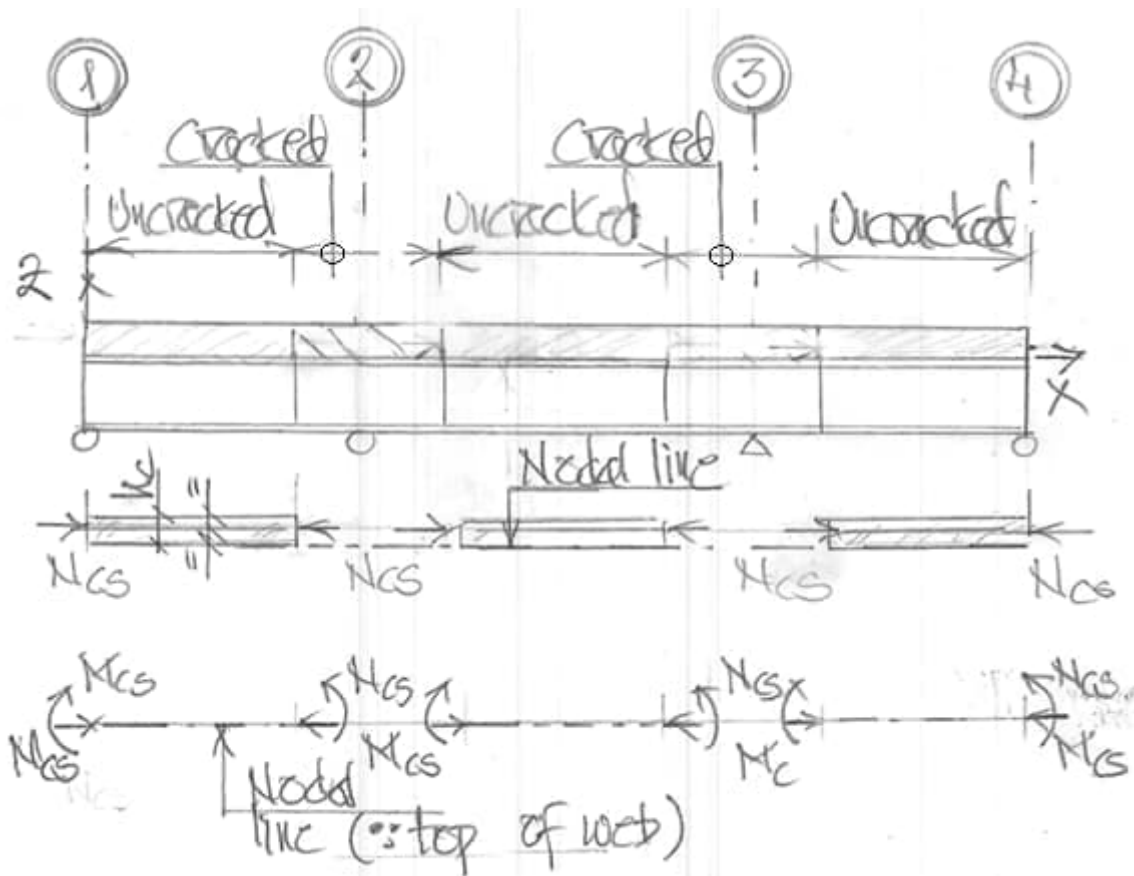 1 2 3 4
Cracked Cracked
Uncracked Uncracked Uncracked
Z
X
Nodal line
NCS NCS NCS NCS
MCS NCS NCS NCS
MCS MCS MC MCS
Nodal
line (∵ top of web)